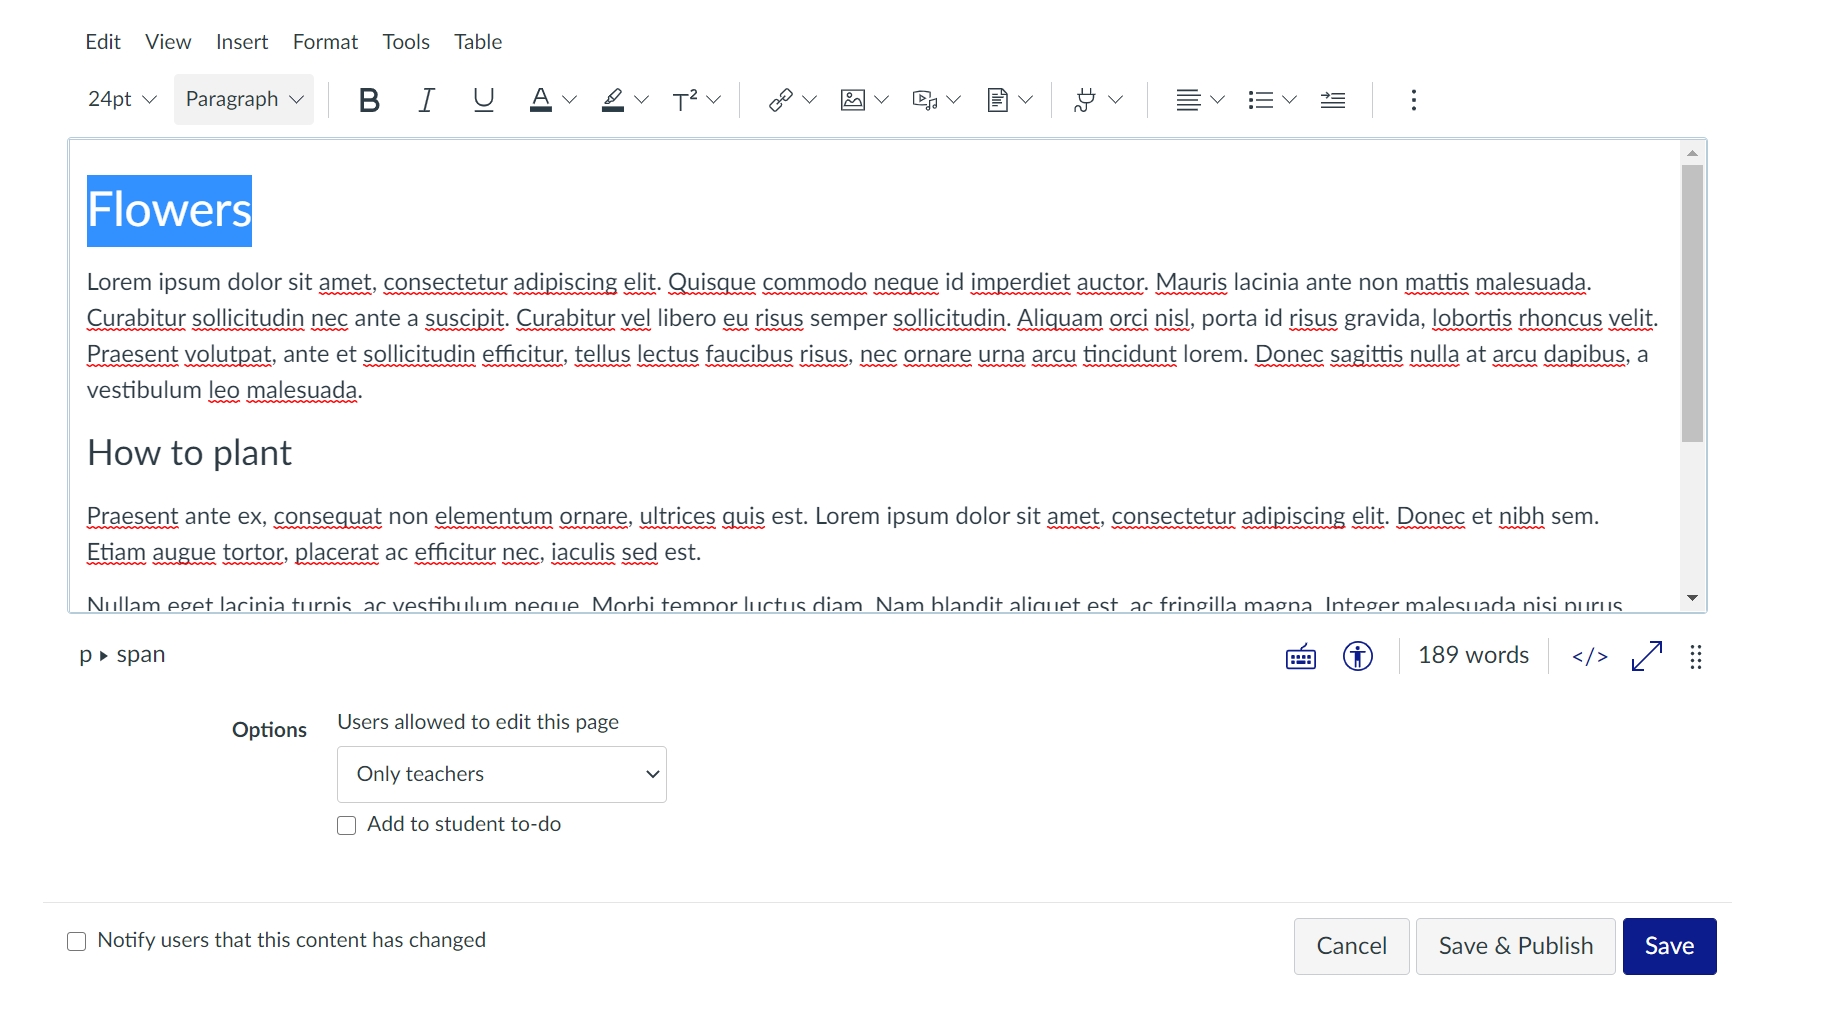 Edit View Insert Format Tools Table
24pt Paragraph B I U A T²
Flowers
Lorem ipsum dolor sit amet, consectetur adipiscing elit. Quisque commodo neque id imperdiet auctor. Mauris lacinia ante non mattis malesuada.
Curabitur sollicitudin nec ante a suscipit. Curabitur vel libero eu risus semper sollicitudin. Aliquam orci nisl, porta id risus gravida, lobortis rhoncus velit.
Praesent volutpat, ante et sollicitudin efficitur, tellus lectus faucibus risus, nec ornare urna arcu tincidunt lorem. Donec sagittis nulla at arcu dapibus, a
vestibulum leo malesuada.
How to plant
Praesent ante ex, consequat non elementum ornare, ultrices quis est. Lorem ipsum dolor sit amet, consectetur adipiscing elit. Donec et nibh sem.
Etiam augue tortor, placerat ac efficitur nec, iaculis sed est.
Nullam eget lacinia turpis, ac vestibulum neque. Morbi tempor luctus diam. Nam blandit aliquet est, ac fringilla magna. Integer malesuada nisi purus
p ▸ span 189 words </>
Options Users allowed to edit this page
Only teachers
Add to student to-do
Notify users that this content has changed Cancel Save & Publish Save